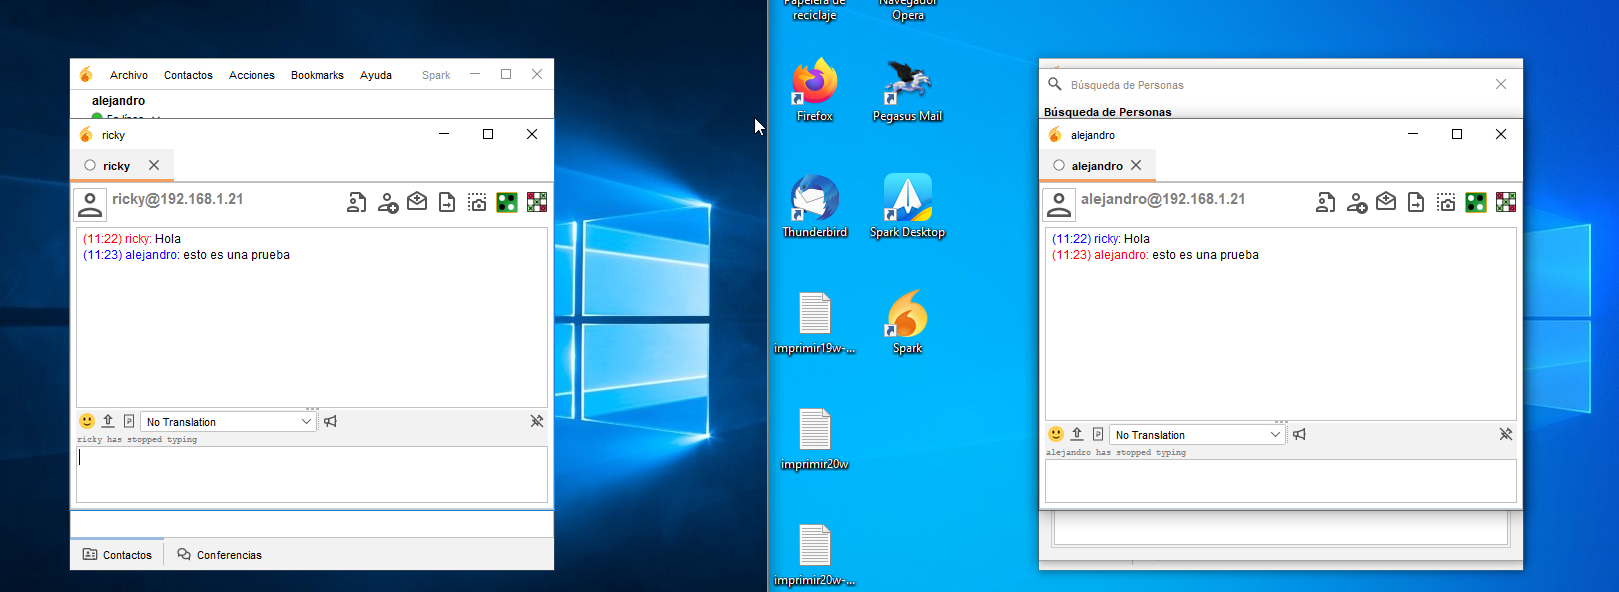 Archivo Contactos Acciones Bookmarks Ayuda Spark
alejandro
ricky
ricky
ricky@192.168.1.21
(11:22) ricky: Hola
(11:23) alejandro: esto es una prueba
No Translation
ricky has stopped typing
Contactos Conferencias
Papelera de
reciclaje
Navegador
Opera
Firefox
Pegasus Mail
Thunderbird
Spark Desktop
imprimir19w-...
Spark
imprimir20w
imprimir20w-...
Búsqueda de Personas
Búsqueda de Personas
alejandro
alejandro
alejandro@192.168.1.21
(11:22) ricky: Hola
(11:23) alejandro: esto es una prueba
No Translation
alejandro has stopped typing